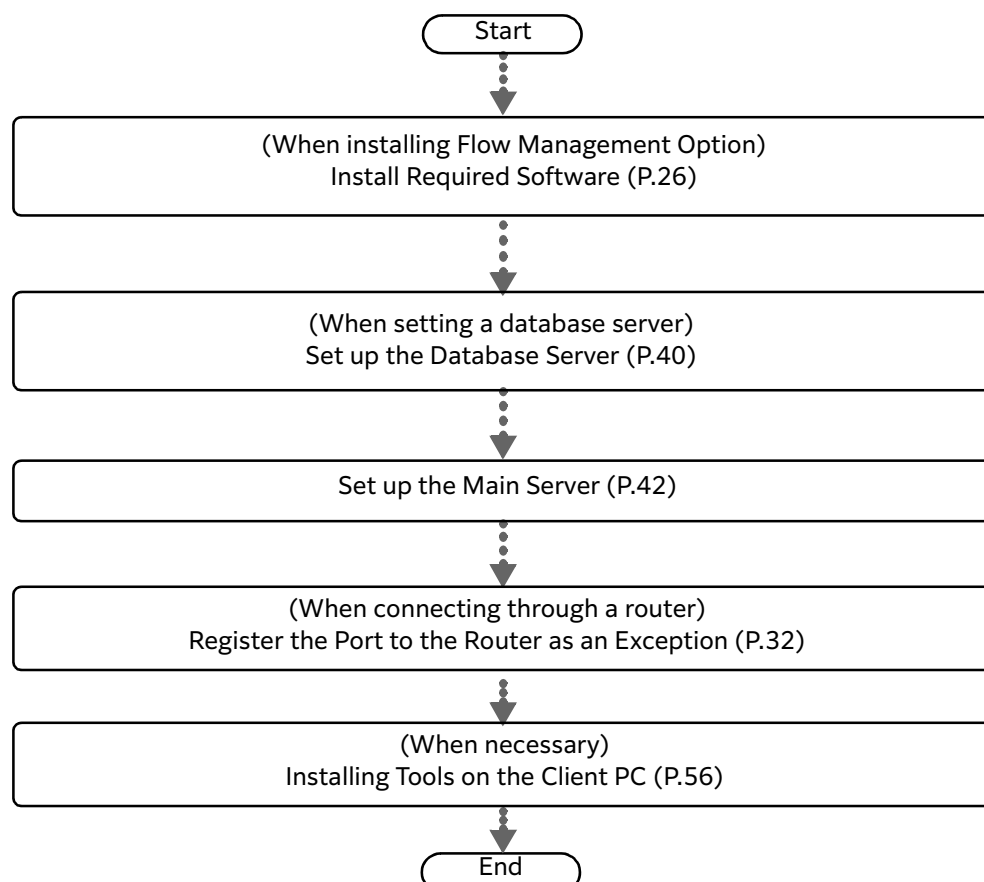 Start
(When installing Flow Management Option)
Install Required Software (P.26)
(When setting a database server)
Set up the Database Server (P.40)
Set up the Main Server (P.42)
(When connecting through a router)
Register the Port to the Router as an Exception (P.32)
(When necessary)
Installing Tools on the Client PC (P.56)
End